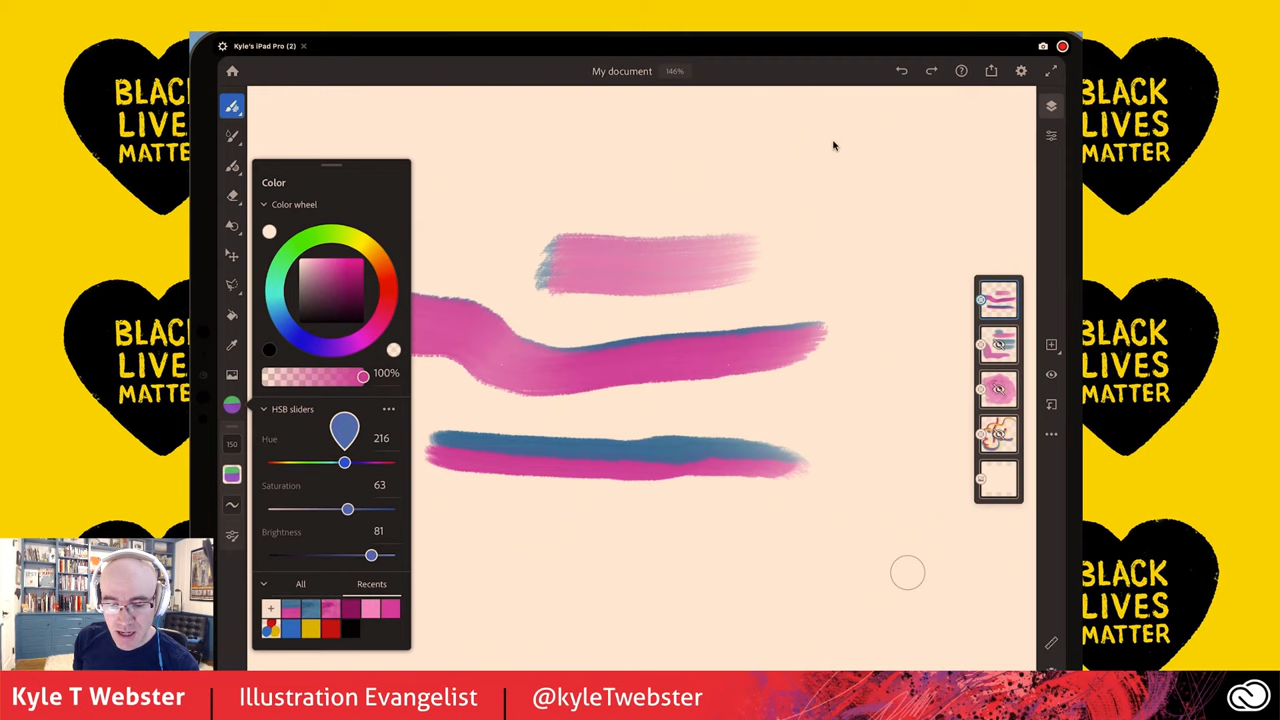 Kyle's iPad Pro (2)
My document
146%
BLACK
LIVES
MATTER
BLACK
LIVES
MATTER
BLACK
LIVES
MATTER
BLACK
LIVES
MATTER
BLACK
LIVES
MATTER
BLACK
LIVES
MATTER
Color
Color wheel
100%
HSB sliders
Hue
216
Saturation
63
Brightness
81
All
Recents
150
Kyle T Webster | Illustration Evangelist | @kyleTwebster